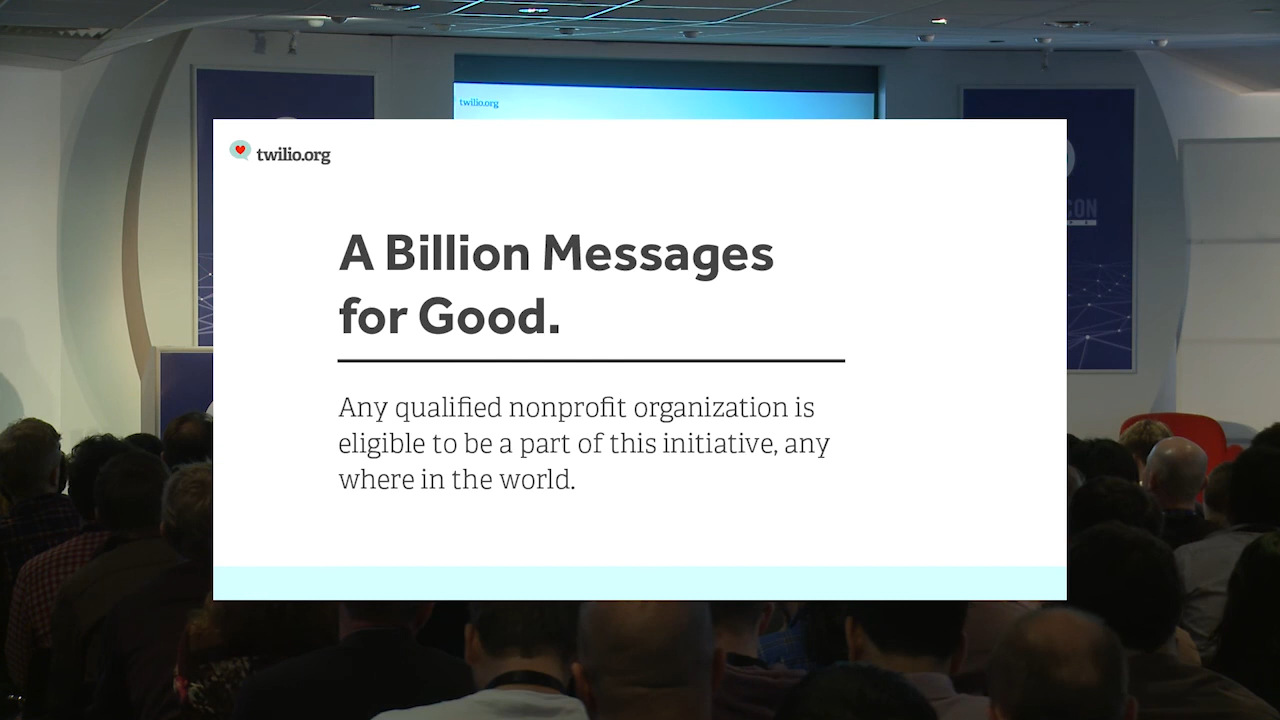 twilio.org
twilio.org
A Billion Messages
for Good.
Any qualified nonprofit organization is
eligible to be a part of this initiative, any
where in the world.
CON